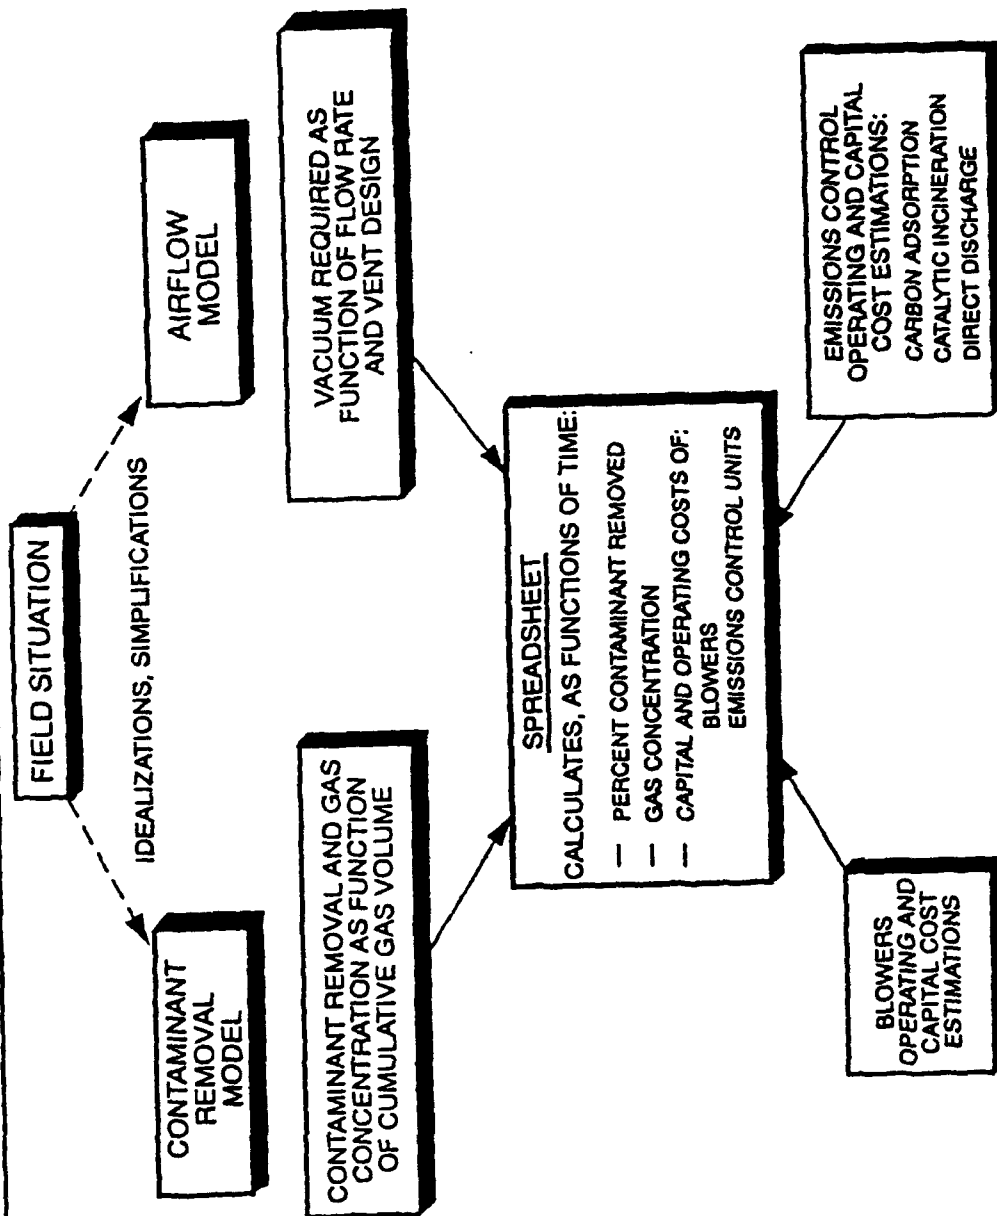 FIELD SITUATION
IDEALIZATIONS, SIMPLIFICATIONS
CONTAMINANT
REMOVAL
MODEL
AIRFLOW
MODEL
CONTAMINANT REMOVAL AND GAS
CONCENTRATION AS FUNCTION
OF CUMULATIVE GAS VOLUME
VACUUM REQUIRED AS
FUNCTION OF FLOW RATE
AND VENT DESIGN
SPREADSHEET
CALCULATES, AS FUNCTIONS OF TIME:
— PERCENT CONTAMINANT REMOVED
— GAS CONCENTRATION
— CAPITAL AND OPERATING COSTS OF:
BLOWERS
EMISSIONS CONTROL UNITS
BLOWERS
OPERATING AND
CAPITAL COST
ESTIMATIONS
EMISSIONS CONTROL
OPERATING AND CAPITAL
COST ESTIMATIONS:
CARBON ADSORPTION
CATALYTIC INCINERATION
DIRECT DISCHARGE